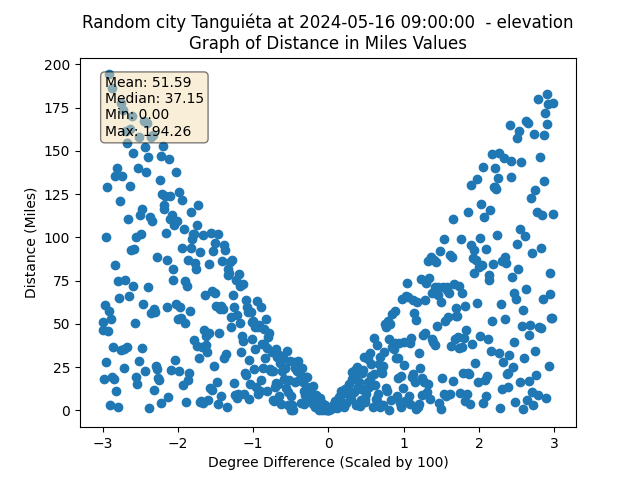 Random city Tanguiéta at 2024-05-16 09:00:00  - elevation
Graph of Distance in Miles Values
Mean: 51.59
Median: 37.15
Min: 0.00
Max: 194.26
Distance (Miles)
200
175
150
125
100
75
50
25
0
−3
−2
−1
0
1
2
3
Degree Difference (Scaled by 100)